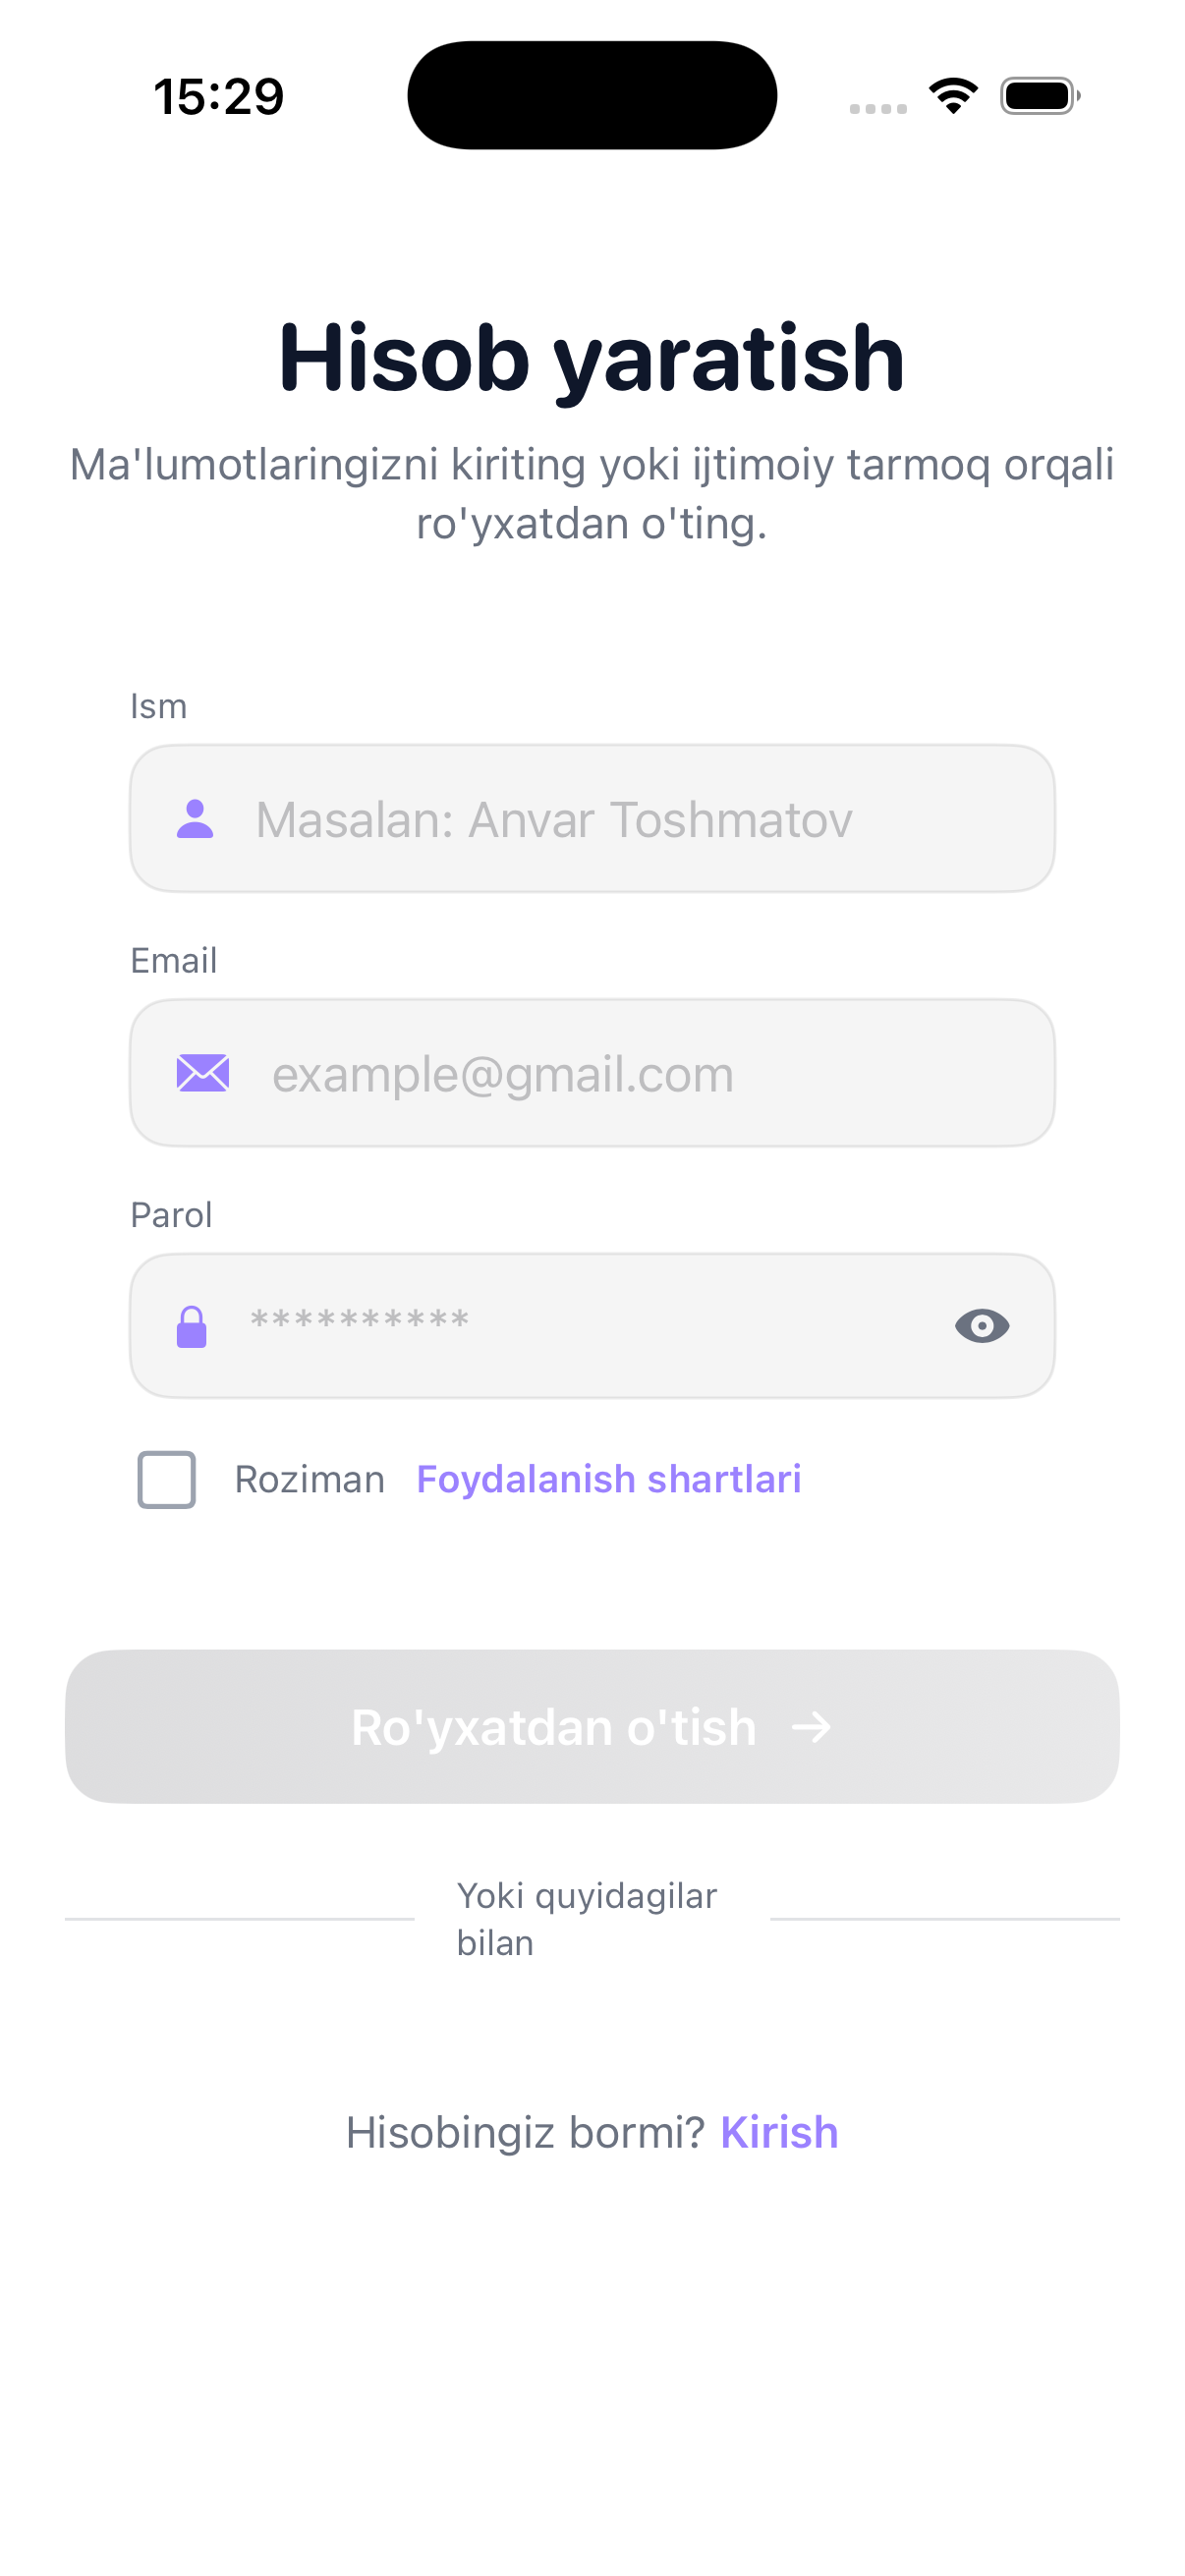 15:29
Hisob yaratish
Ma'lumotlaringizni kiriting yoki ijtimoiy tarmoq orqali
ro'yxatdan o'ting.
Ism
Masalan: Anvar Toshmatov
Email
example@gmail.com
Parol
**********
Roziman Foydalanish shartlari
Ro'yxatdan o'tish →
Yoki quyidagilar
bilan
Hisobingiz bormi? Kirish